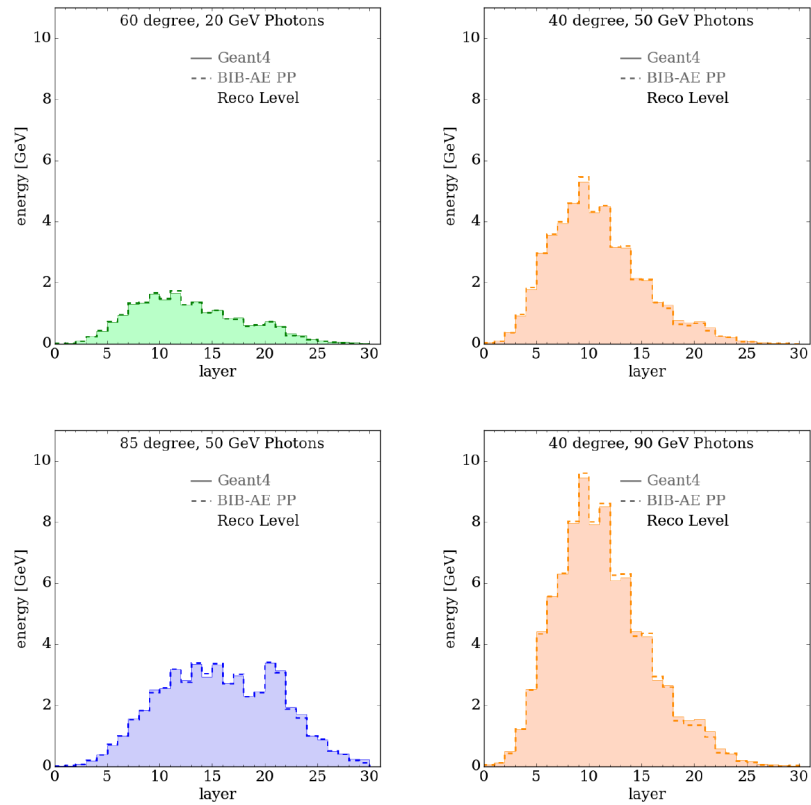 60 degree, 20 GeV Photons
Geant4
BIB-AE PP
Reco Level
energy [GeV]
10
8
6
4
2
0
0 5 10 15 20 25 30
layer
40 degree, 50 GeV Photons
Geant4
BIB-AE PP
Reco Level
energy [GeV]
10
8
6
4
2
0
0 5 10 15 20 25 30
layer
85 degree, 50 GeV Photons
Geant4
BIB-AE PP
Reco Level
energy [GeV]
10
8
6
4
2
0
0 5 10 15 20 25 30
layer
40 degree, 90 GeV Photons
Geant4
BIB-AE PP
Reco Level
energy [GeV]
10
8
6
4
2
0
0 5 10 15 20 25 30
layer